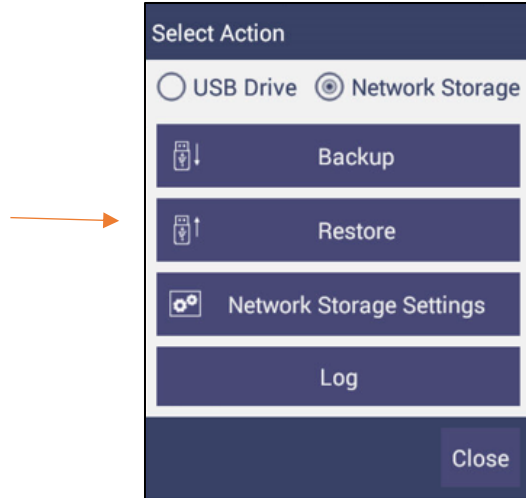 Select Action
USB Drive Network Storage
Backup
Restore
Network Storage Settings
Log
Close